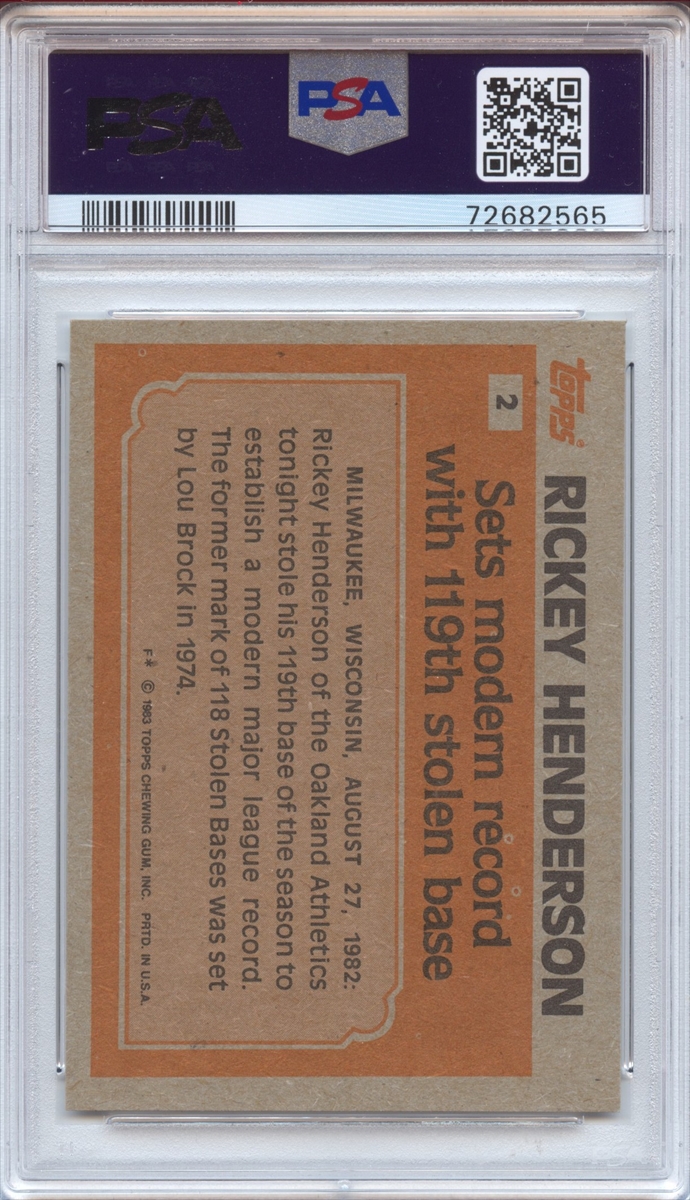 PSA
PSA
72682565
TOPPS
2
RICKEY HENDERSON
Sets modern record
with 119th stolen base
MILWAUKEE, WISCONSIN, AUGUST 27, 1982:
Rickey Henderson of the Oakland Athletics
tonight stole his 119th base of the season to
establish a modern major league record.
The former mark of 118 Stolen Bases was set
by Lou Brock in 1974.
F* © 1983 TOPPS CHEWING GUM, INC. PRTD. IN U.S.A.